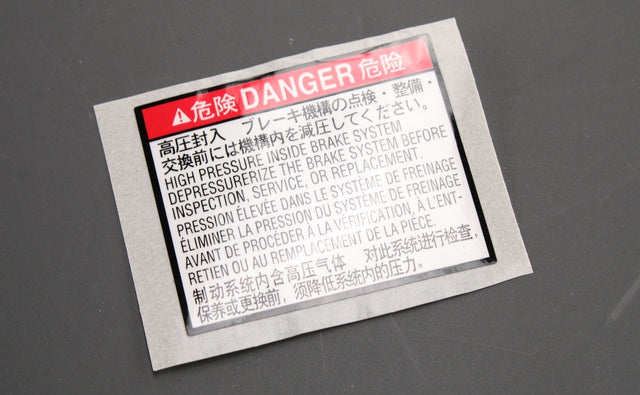 ⚠危険 DANGER 危险
高圧封入 ブレーキ機構の点検・整備・
交換前には機構内を減圧してください。
HIGH PRESSURE INSIDE BRAKE SYSTEM
DEPRESSURERIZE THE BRAKE SYSTEM BEFORE
INSPECTION, SERVICE, OR REPLACEMENT.
PRESSION ÉLEVÉE DANS LE SYSTÈME DE FREINAGE
ÉLIMINER LA PRESSION DU SYSTÈME DE FREINAGE
AVANT DE PROCÉDER À LA VÉRIFICATION, À L'ENT-
RETIEN OU AU REMPLACEMENT DE LA PIÈCE.
制动系统内含高压气体 对此系统进行检查,
保养或更换前, 须降低系统内的压力。